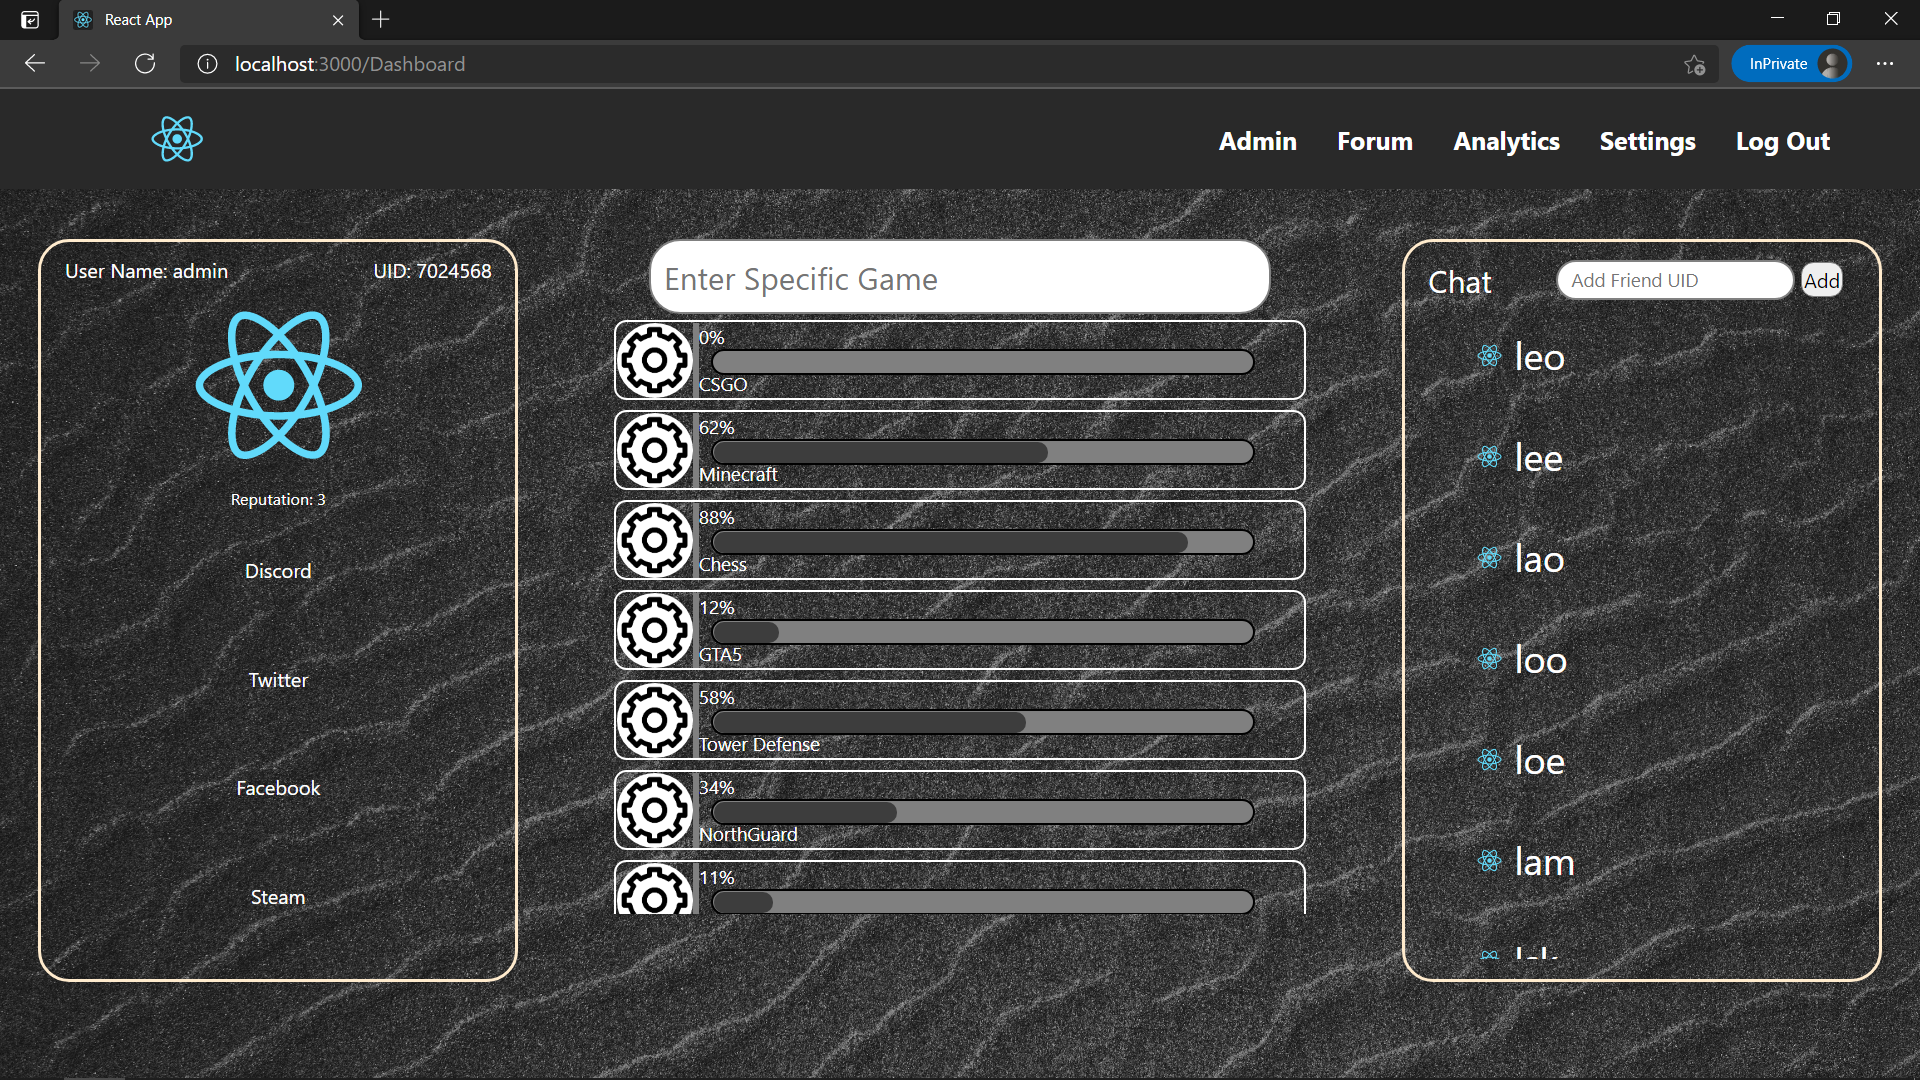 React App
localhost:3000/Dashboard
InPrivate
Admin Forum Analytics Settings Log Out
User Name: admin UID: 7024568
Reputation: 3
Discord
Twitter
Facebook
Steam
Enter Specific Game
0%
CSGO
62%
Minecraft
88%
Chess
12%
GTA5
58%
Tower Defense
34%
NorthGuard
11%
Chat Add Friend UID Add
leo
lee
lao
loo
loe
lam